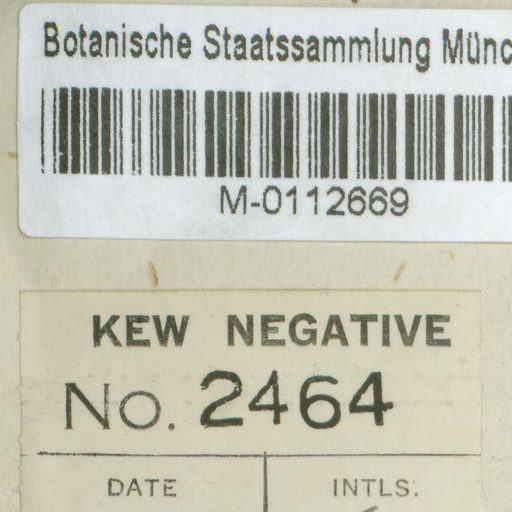 Botanische Staatssammlung Münc
M-0112669
KEW NEGATIVE
No. 2464
DATE INTLS.